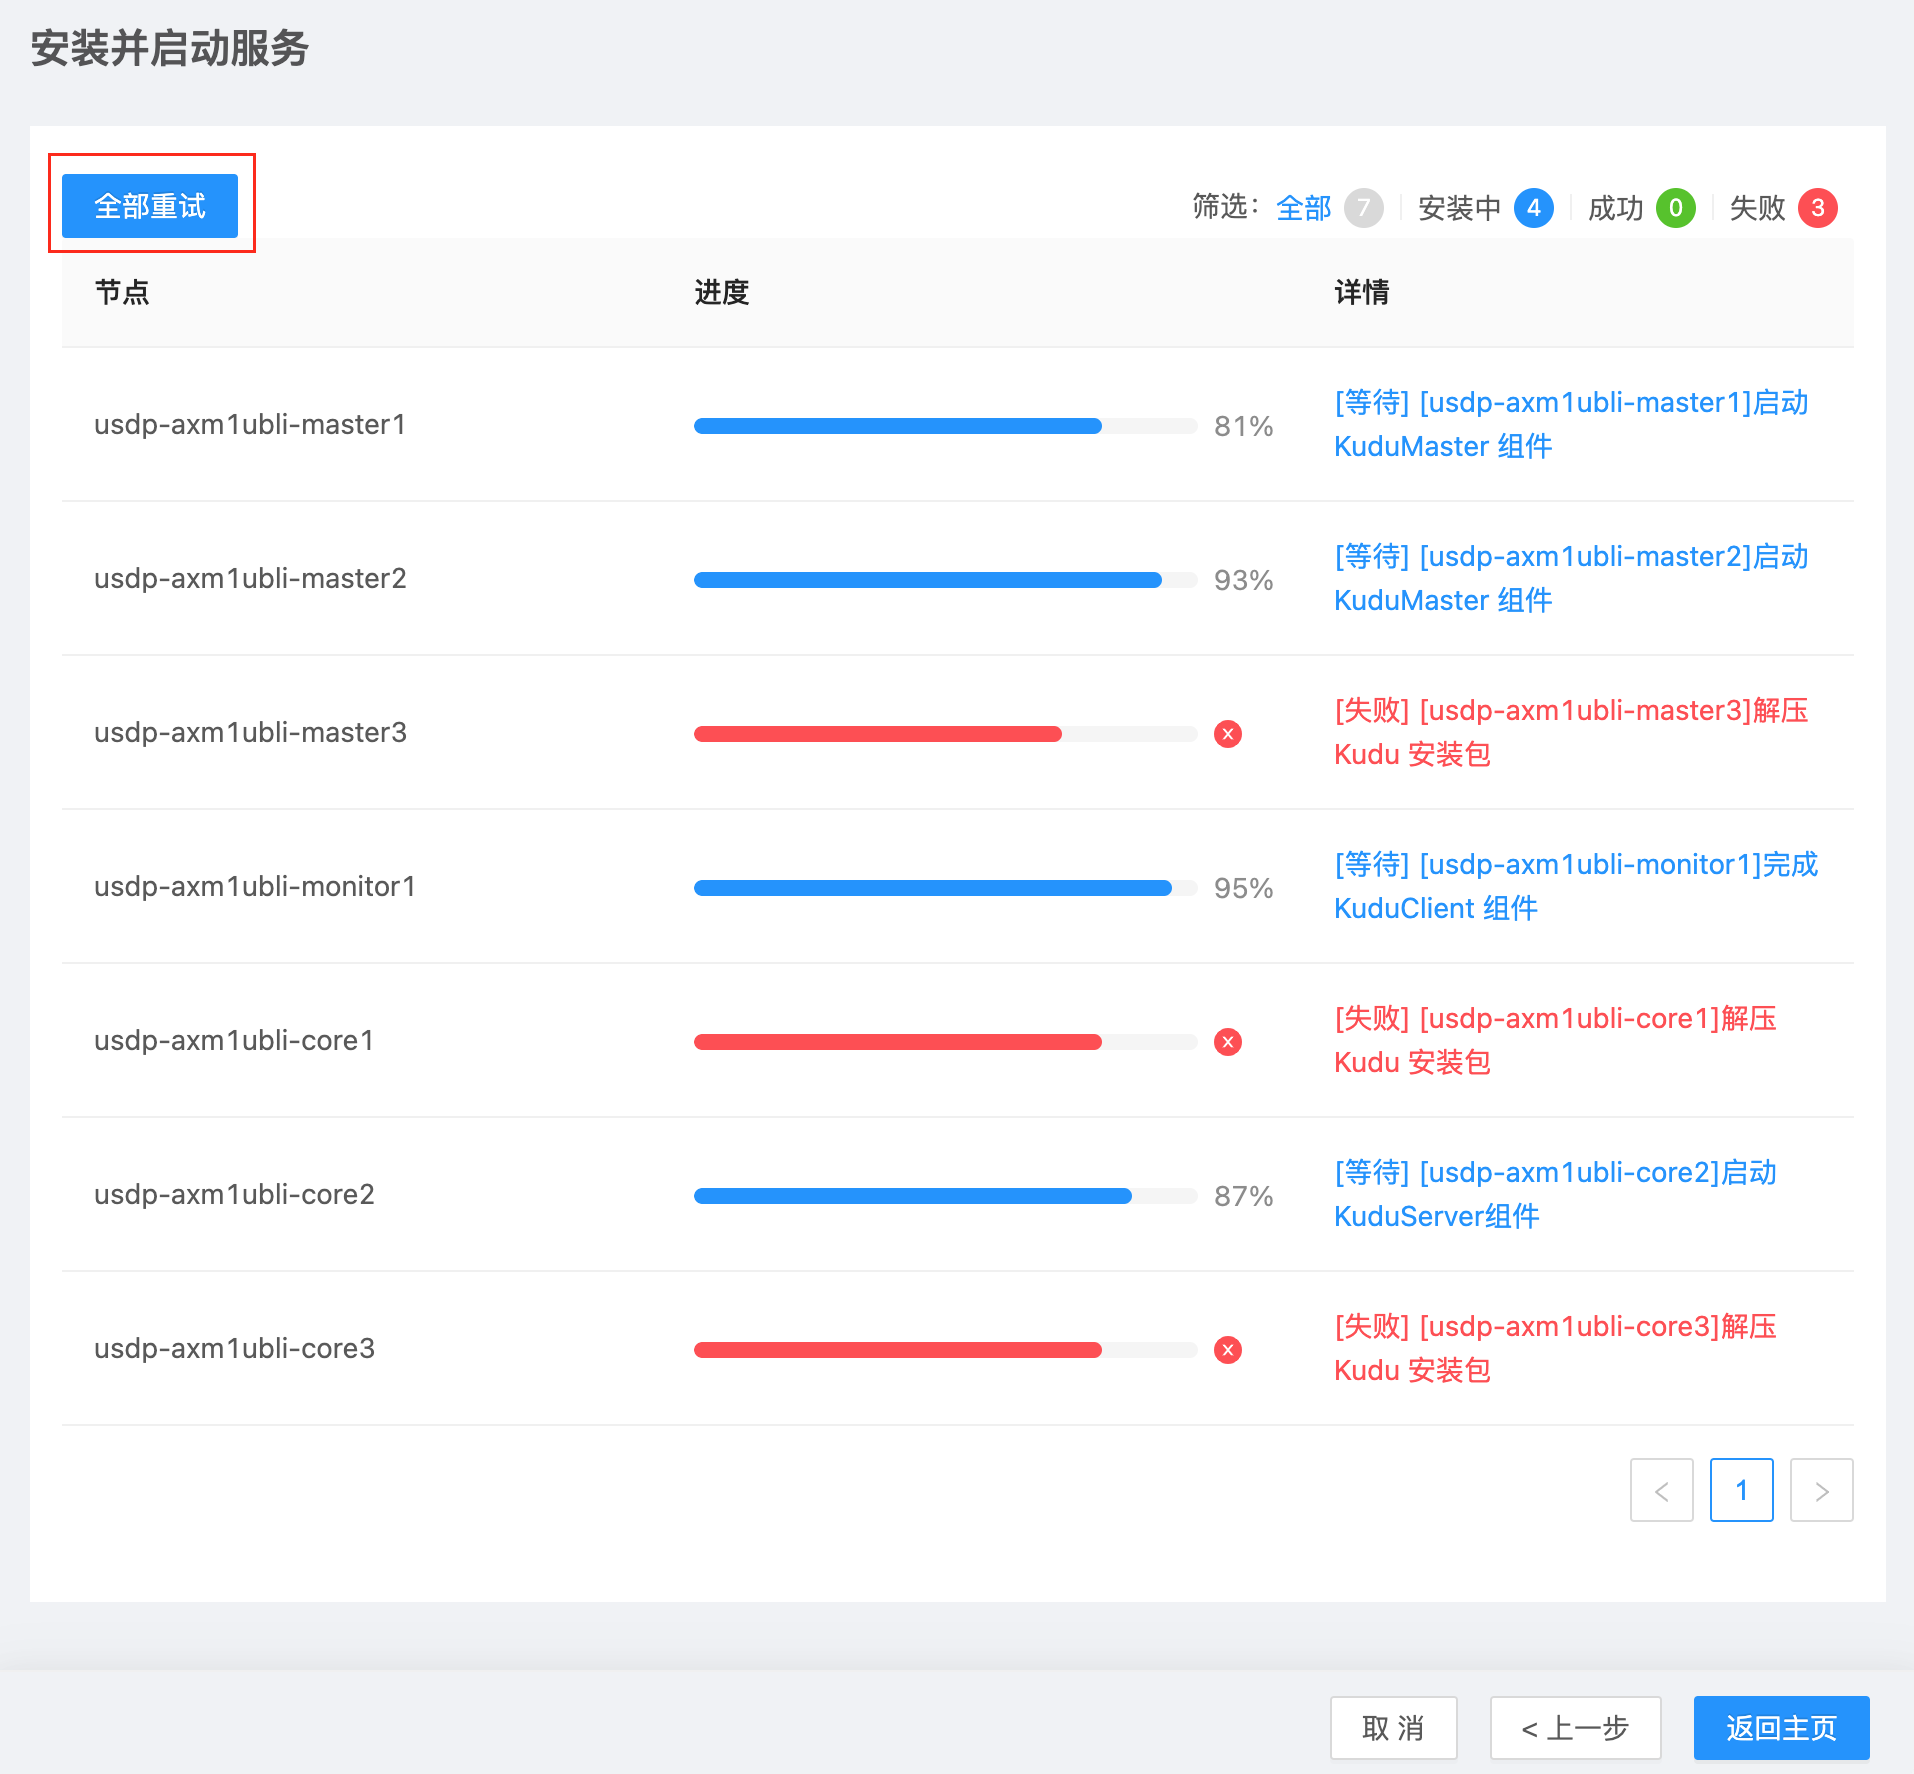 安装并启动服务
全部重试
筛选： 全部 7 安装中 4 成功 0 失败 3
节点 进度 详情
usdp-axm1ubli-master1 81% [等待] [usdp-axm1ubli-master1]启动
KuduMaster 组件
usdp-axm1ubli-master2 93% [等待] [usdp-axm1ubli-master2]启动
KuduMaster 组件
usdp-axm1ubli-master3 [失败] [usdp-axm1ubli-master3]解压
Kudu 安装包
usdp-axm1ubli-monitor1 95% [等待] [usdp-axm1ubli-monitor1]完成
KuduClient 组件
usdp-axm1ubli-core1 [失败] [usdp-axm1ubli-core1]解压
Kudu 安装包
usdp-axm1ubli-core2 87% [等待] [usdp-axm1ubli-core2]启动
KuduServer组件
usdp-axm1ubli-core3 [失败] [usdp-axm1ubli-core3]解压
Kudu 安装包
< 1 >
取 消 < 上一步 返回主页